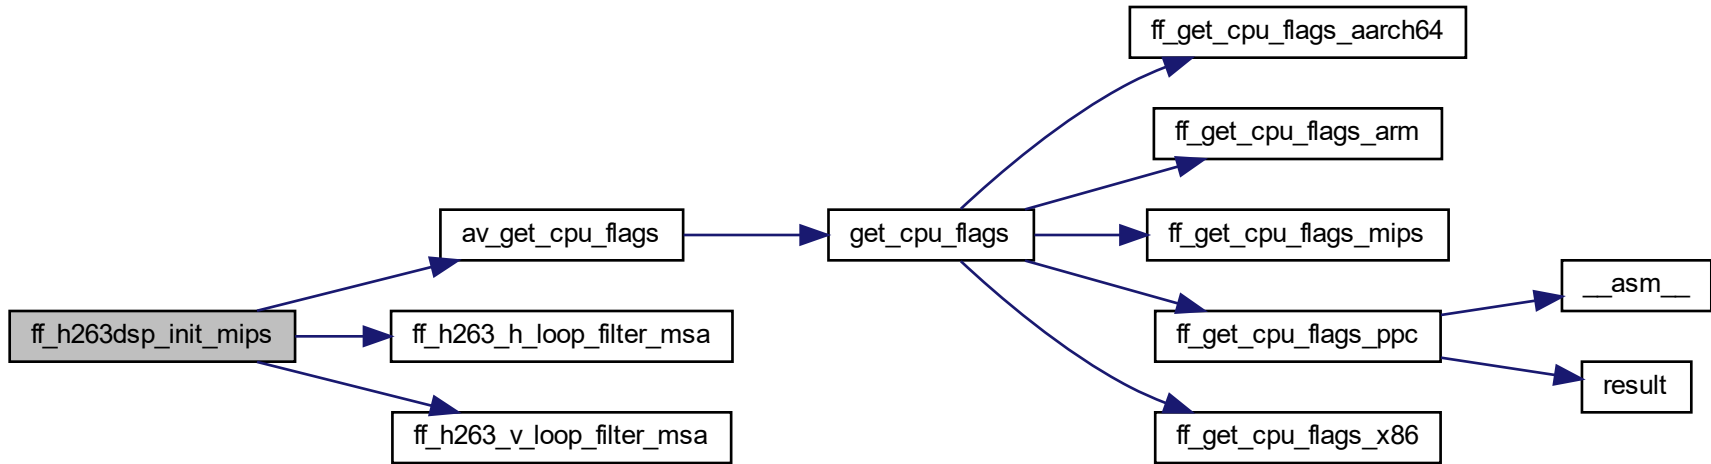 ff_h263dsp_init_mips
av_get_cpu_flags
ff_h263_h_loop_filter_msa
ff_h263_v_loop_filter_msa
get_cpu_flags
ff_get_cpu_flags_aarch64
ff_get_cpu_flags_arm
ff_get_cpu_flags_mips
ff_get_cpu_flags_ppc
ff_get_cpu_flags_x86
__asm__
result